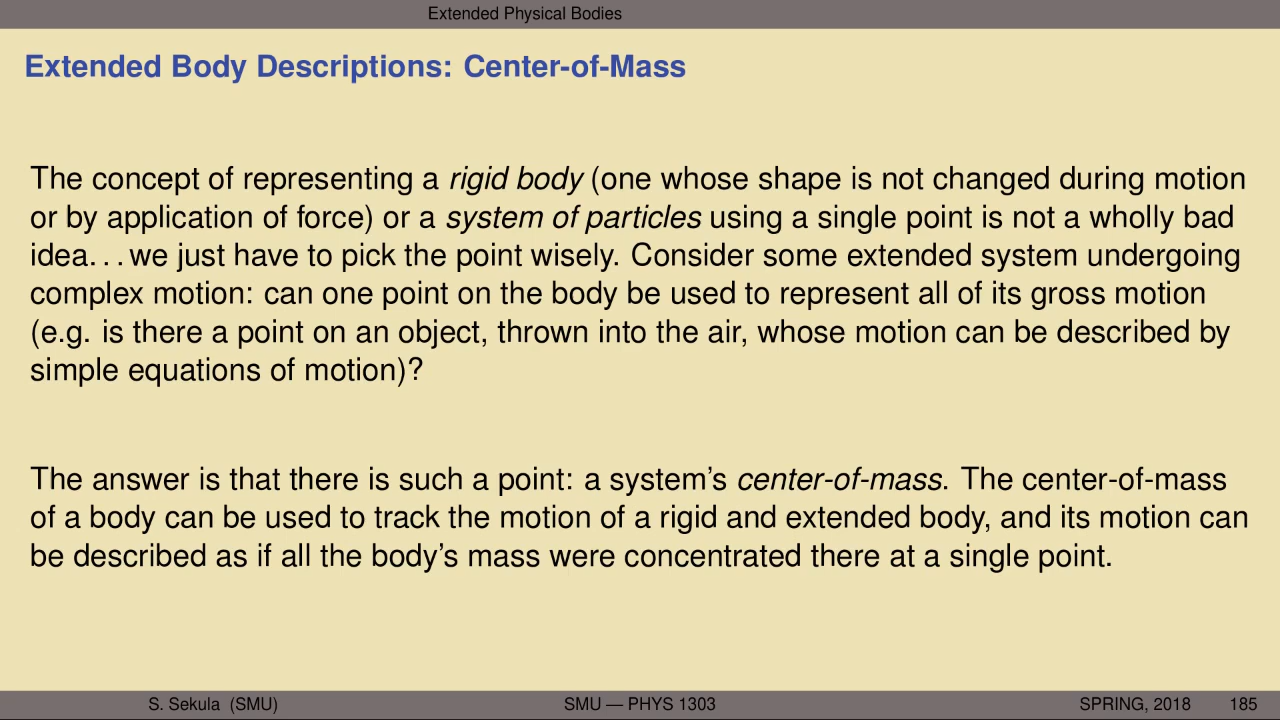 Extended Physical Bodies
Extended Body Descriptions: Center-of-Mass
The concept of representing a rigid body (one whose shape is not changed during motion
or by application of force) or a system of particles using a single point is not a wholly bad
idea. . . we just have to pick the point wisely. Consider some extended system undergoing
complex motion: can one point on the body be used to represent all of its gross motion
(e.g. is there a point on an object, thrown into the air, whose motion can be described by
simple equations of motion)?
The answer is that there is such a point: a system’s center-of-mass. The center-of-mass
of a body can be used to track the motion of a rigid and extended body, and its motion can
be described as if all the body’s mass were concentrated there at a single point.
S. Sekula (SMU) SMU — PHYS 1303 SPRING, 2018 185